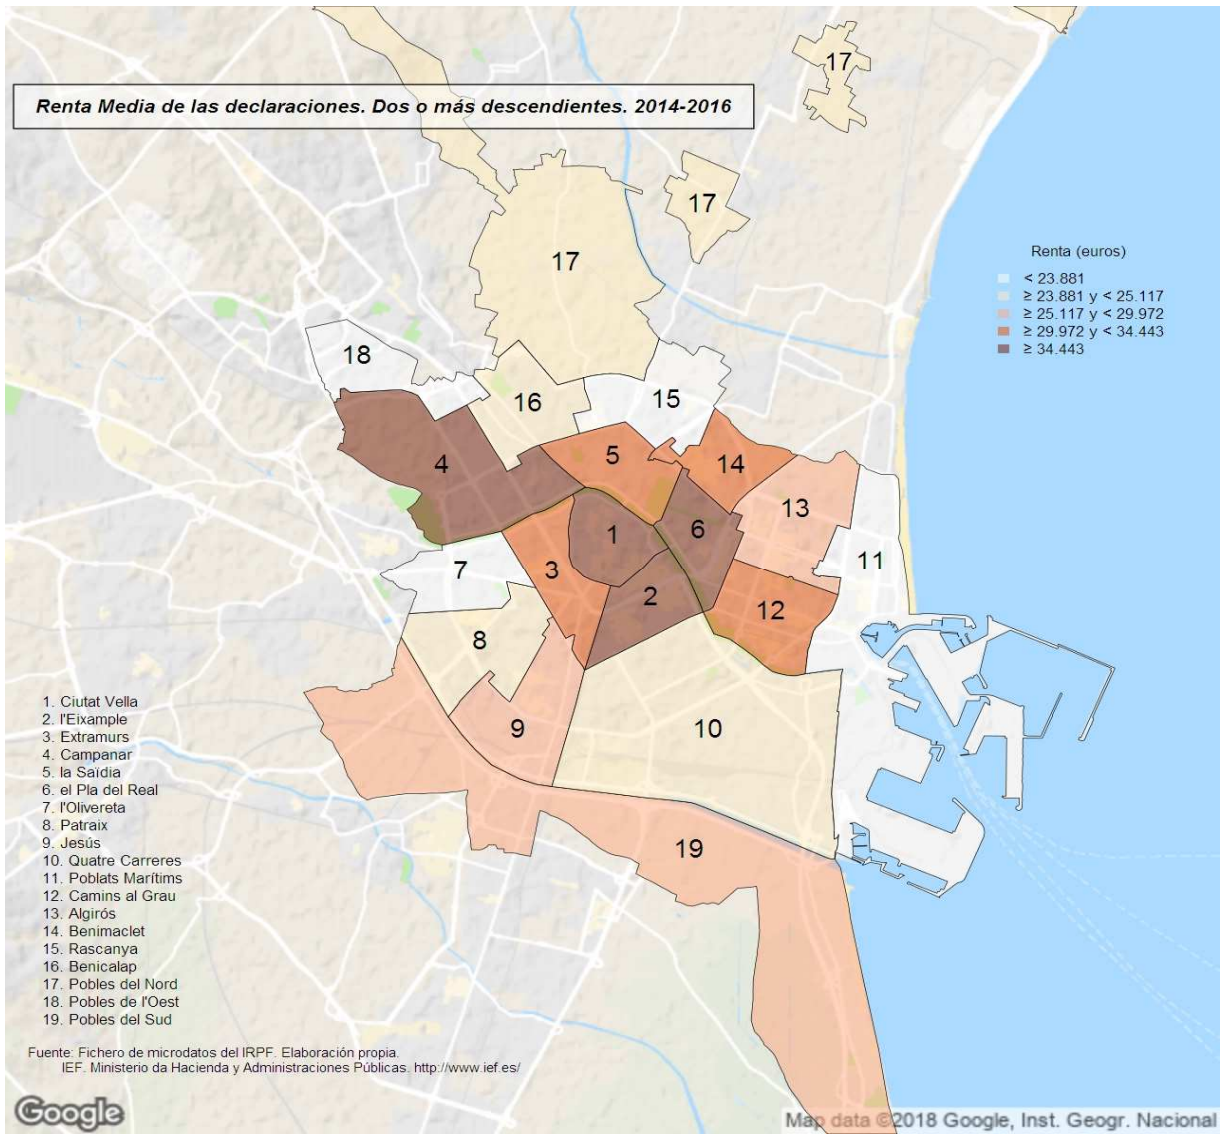 Renta Media de las declaraciones. Dos o más descendientes. 2014-2016
17
17
17
Renta (euros)
< 23.881
≥ 23.881 y < 25.117
≥ 25.117 y < 29.972
≥ 29.972 y < 34.443
≥ 34.443
18
16
15
4
5
14
13
6
1
11
7
3
2
12
8
9
10
19
1. Ciutat Vella
2. l'Eixample
3. Extramurs
4. Campanar
5. la Saïdia
6. el Pla del Real
7. l'Olivereta
8. Patraix
9. Jesús
10. Quatre Carreres
11. Poblats Marítims
12. Camins al Grau
13. Algirós
14. Benimaclet
15. Rascanya
16. Benicalap
17. Pobles del Nord
18. Pobles de l'Oest
19. Pobles del Sud
Fuente: Fichero de microdatos del IRPF. Elaboración propia.
IEF. Ministerio da Hacienda y Administraciones Públicas. http://www.ief.es/
Google
Map data ©2018 Google, Inst. Geogr. Nacional